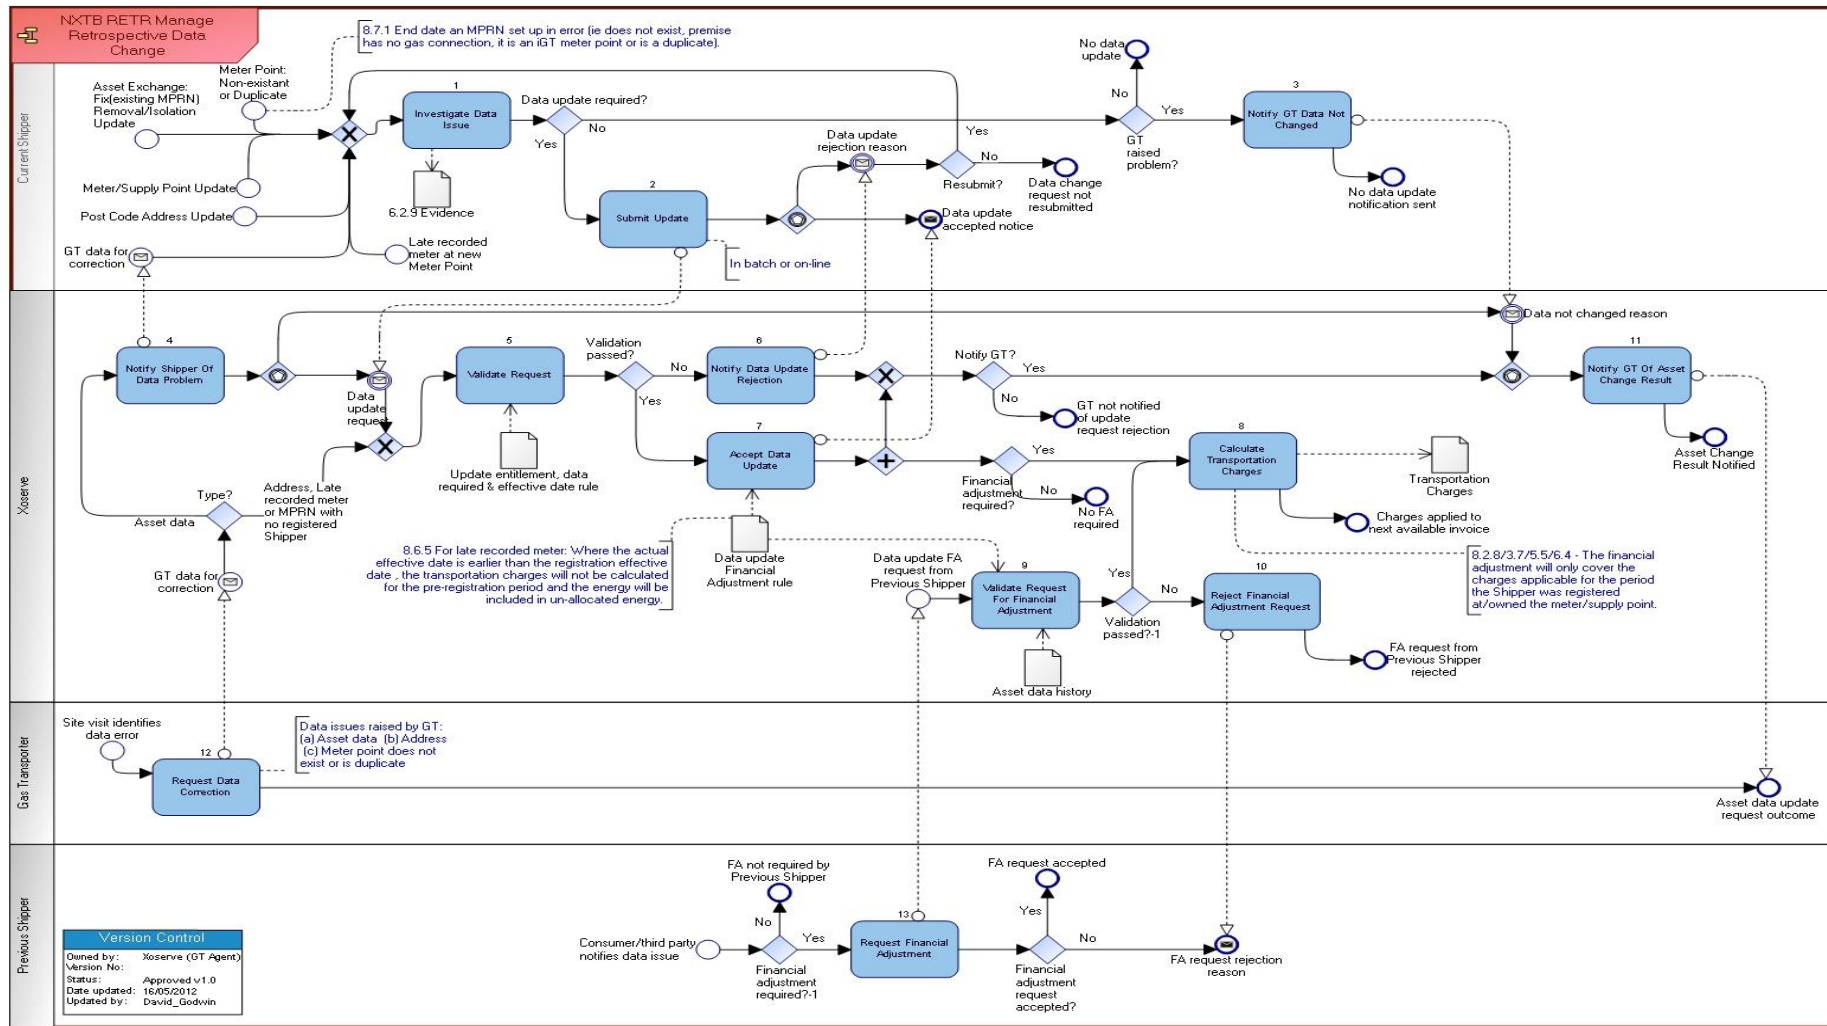 NXTB RETR Manage
Retrospective Data
Change
8.7.1 End date an MPRN set up in error (ie does not exist, premise
has no gas connection, it is an iGT meter point or is a duplicate).
Current Shipper
Asset Exchange:
Fix(existing MPRN)
Removal/Isolation
Update
Meter Point:
Non-existant
or Duplicate
Meter/Supply Point Update
Post Code Address Update
GT data for
correction
Late recorded
meter at new
Meter Point
1
Investigate Data
Issue
6.2.9 Evidence
Data update required?
No
Yes
2
Submit Update
In batch or on-line
Data update
rejection reason
Yes
No
Resubmit?
Data change
request not
resubmitted
Data update
accepted notice
No data
update
No
Yes
GT
raised
problem?
3
Notify GT Data Not
Changed
No data update
notification sent
Xoserve
4
Notify Shipper Of
Data Problem
Data
update
request
Type?
Asset data
Address, Late
recorded meter
or MPRN with
no registered
Shipper
GT data for
correction
5
Validate Request
Update entitlement, data
required & effective date rule
Validation
passed?
No
Yes
6
Notify Data Update
Rejection
7
Accept Data
Update
Notify GT?
Yes
No
GT not notified
of update
request rejection
Data not changed reason
11
Notify GT Of Asset
Change Result
Asset Change
Result Notified
Yes
Financial
adjustment
required?
No
No FA
required
8
Calculate
Transportation
Charges
Transportation
Charges
Charges applied to
next available invoice
8.6.5 For late recorded meter: Where the actual
effective date is earlier than the registration effective
date , the transportation charges will not be calculated
for the pre-registration period and the energy will be
included in un-allocated energy.
Data update
Financial
Adjustment rule
Data update FA
request from
Previous Shipper
9
Validate Request
For Financial
Adjustment
Asset data history
Yes
No
Validation
passed?-1
10
Reject Financial
Adjustment Request
FA request from
Previous Shipper
rejected
8.2.8/3.7/5.5/6.4 - The financial
adjustment will only cover the
charges applicable for the period
the Shipper was registered
at/owned the meter/supply point.
Gas Transporter
Site visit identifies
data error
12
Request Data
Correction
Data issues raised by GT:
(a) Asset data (b) Address
(c) Meter point does not
exist or is duplicate
Asset data update
request outcome
Previous Shipper
Consumer/third party
notifies data issue
FA not required by
Previous Shipper
No
Yes
Financial
adjustment
required?-1
13
Request Financial
Adjustment
FA request accepted
Yes
No
Financial
adjustment
request
accepted?
FA request rejection
reason
Version Control
Owned by: Xoserve (GT Agent)
Version No:
Status: Approved v1.0
Date updated: 16/05/2012
Updated by: David_Godwin